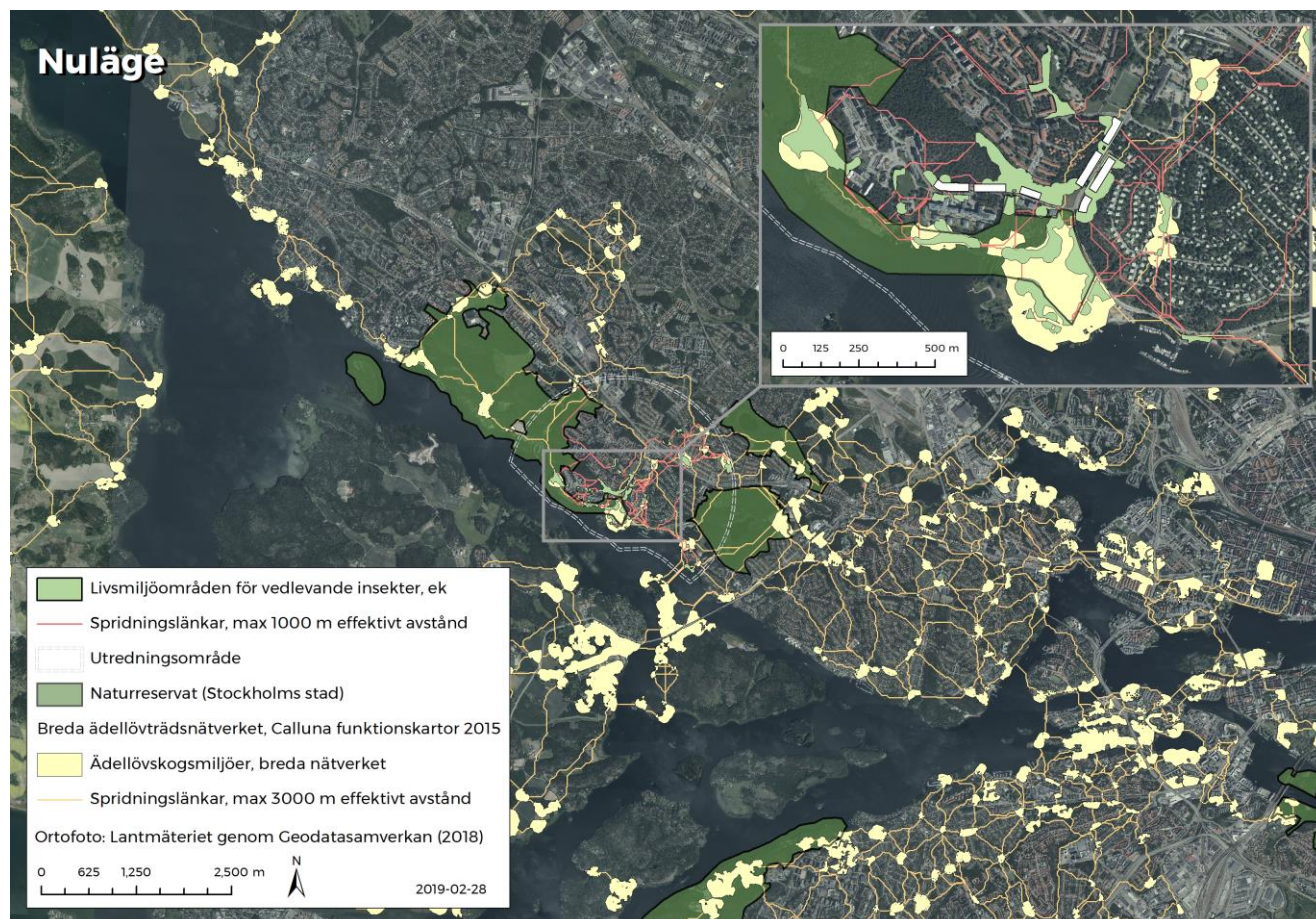 Nuläge
0 125 250 500 m
Livsmiljöområden för vedlevande insekter, ek
Spridningslänkar, max 1000 m effektivt avstånd
Utredningsområde
Naturreservat (Stockholms stad)
Breda ädellövträdsnätverket, Calluna funktionskartor 2015
Ädellövskogsmiljöer, breda nätverket
Spridningslänkar, max 3000 m effektivt avstånd
Ortofoto: Lantmäteriet genom Geodatasamverkan (2018)
0 625 1,250 2,500 m
N
2019-02-28